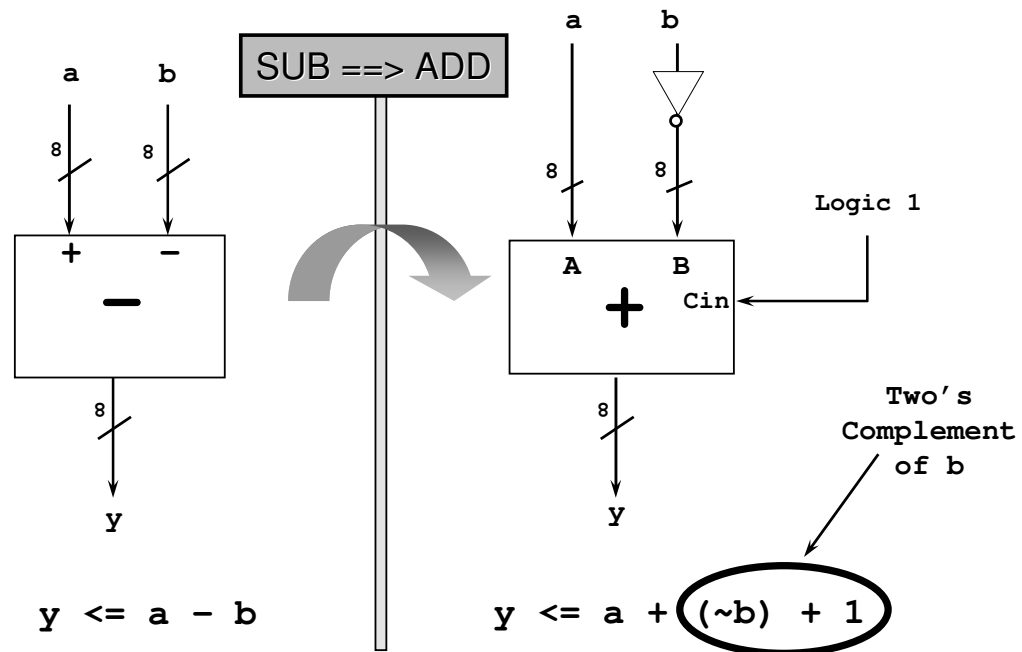 SUB ==> ADD
a b
8 8
+ −
−
8
y
y <= a − b
a b
8 8
Logic 1
A B
Cin
+
8
y
Two’s
Complement
of b
y <= a + (~b) + 1